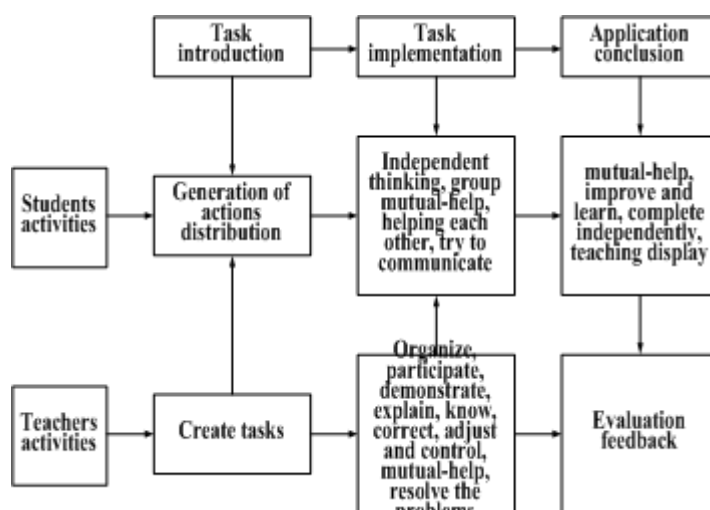 Task
introduction
Task
implementation
Application
conclusion
Students
activities
Generation of
actions
distribution
Independent
thinking, group
mutual-help,
helping each
other, try to
communicate
mutual-help,
improve and
learn, complete
independently,
teaching display
Teachers
activities
Create tasks
Organize,
participate,
demonstrate,
explain, know,
correct, adjust
and control,
mutual-help,
resolve the
problems
Evaluation
feedback